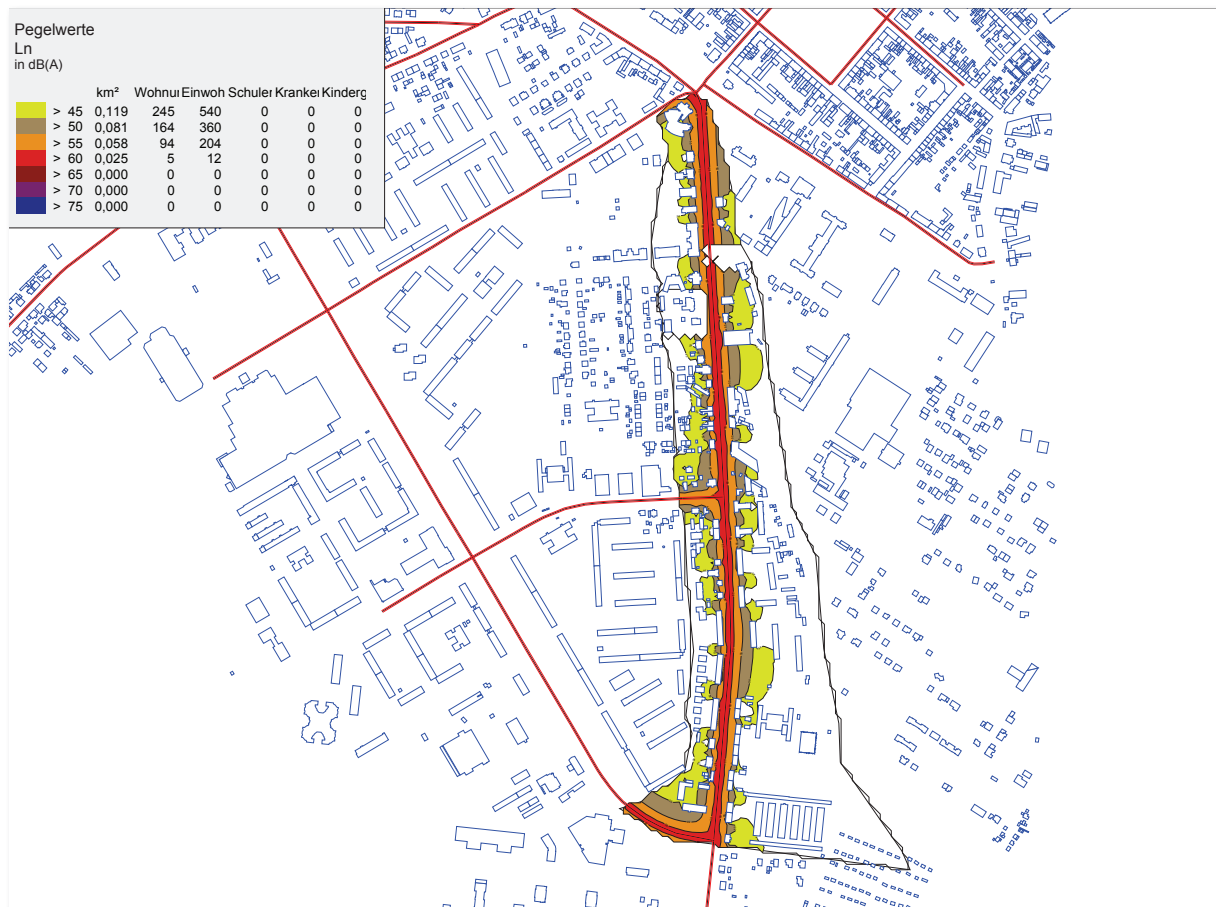 Pegelwerte
Ln
in dB(A)
km² Wohnu Einwoh Schuler Kranker Kinderg
> 45 0,119 245 540 0 0 0
> 50 0,081 164 360 0 0 0
> 55 0,058 94 204 0 0 0
> 60 0,025 5 12 0 0 0
> 65 0,000 0 0 0 0 0
> 70 0,000 0 0 0 0 0
> 75 0,000 0 0 0 0 0